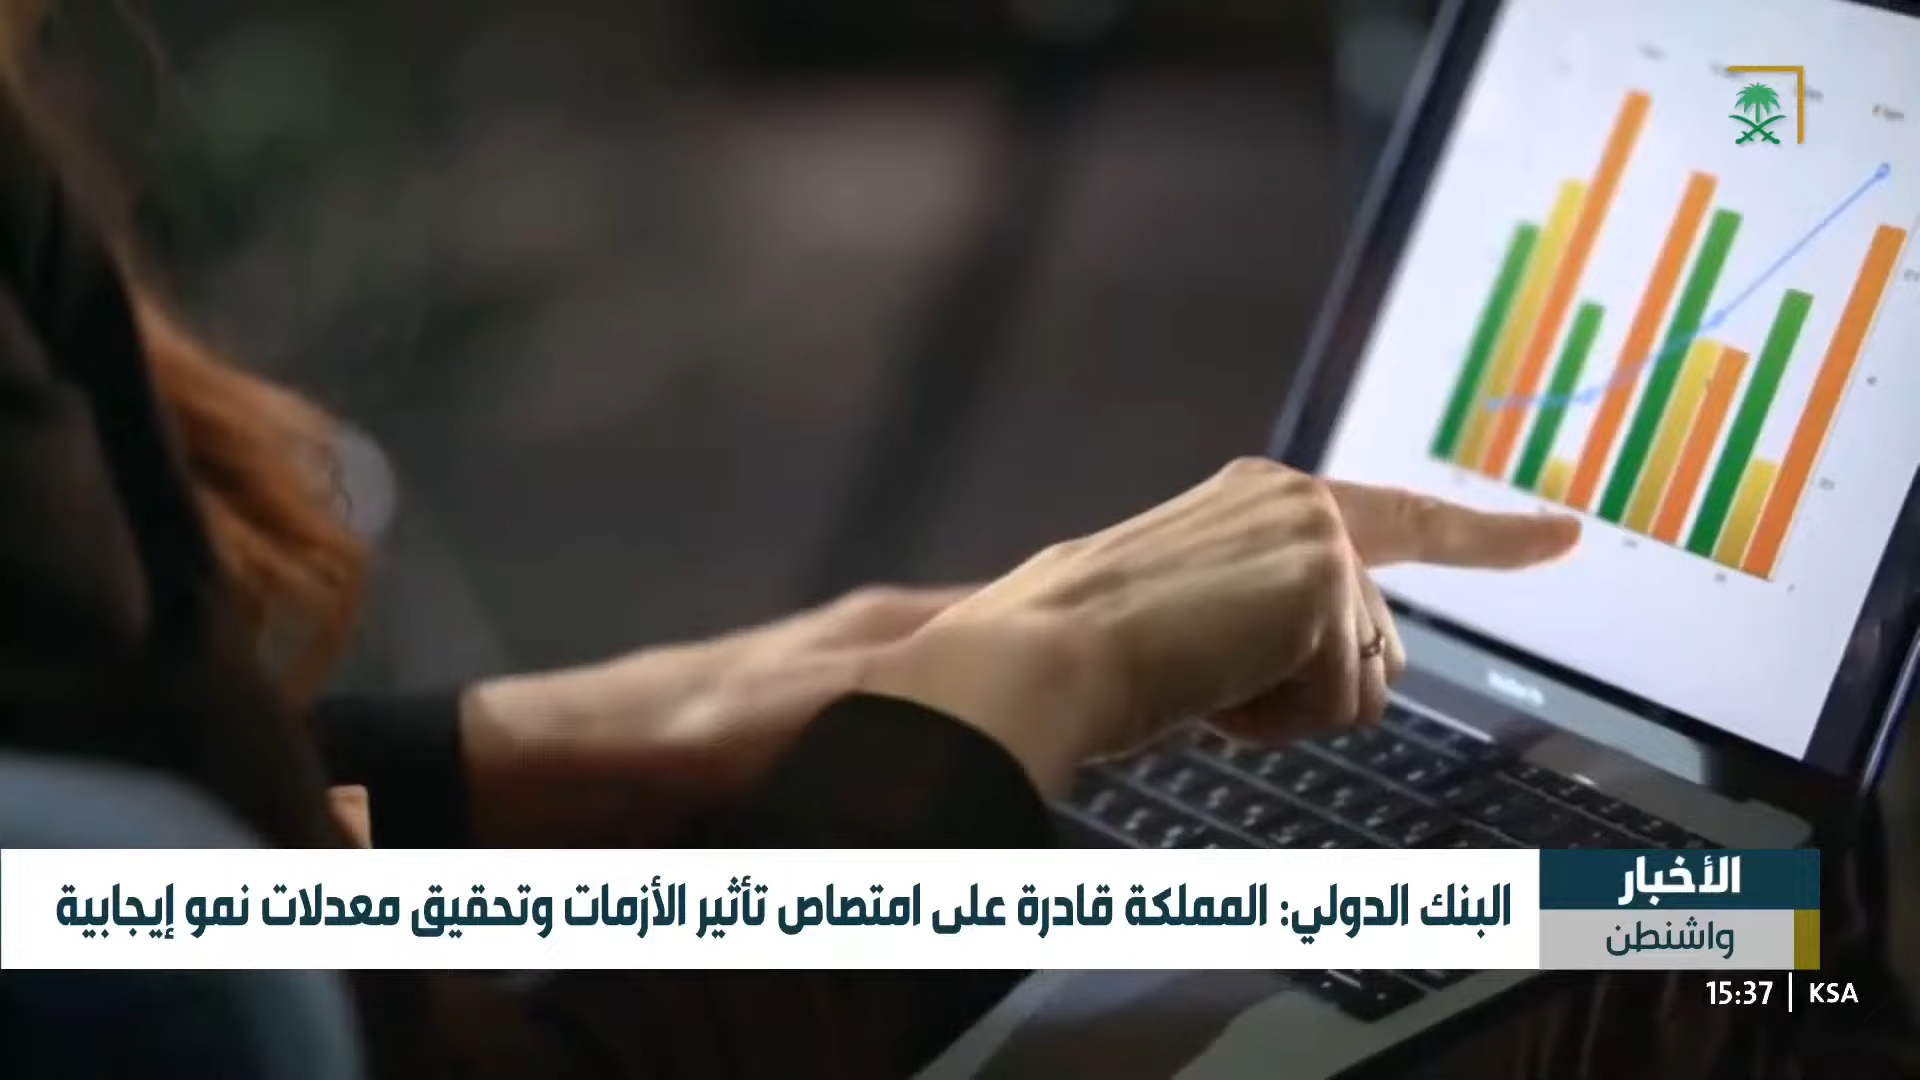 الأخبار
البنك الدولي: المملكة قادرة على امتصاص تأثير الأزمات وتحقيق معدلات نمو إيجابية
واشنطن
15:37 | KSA